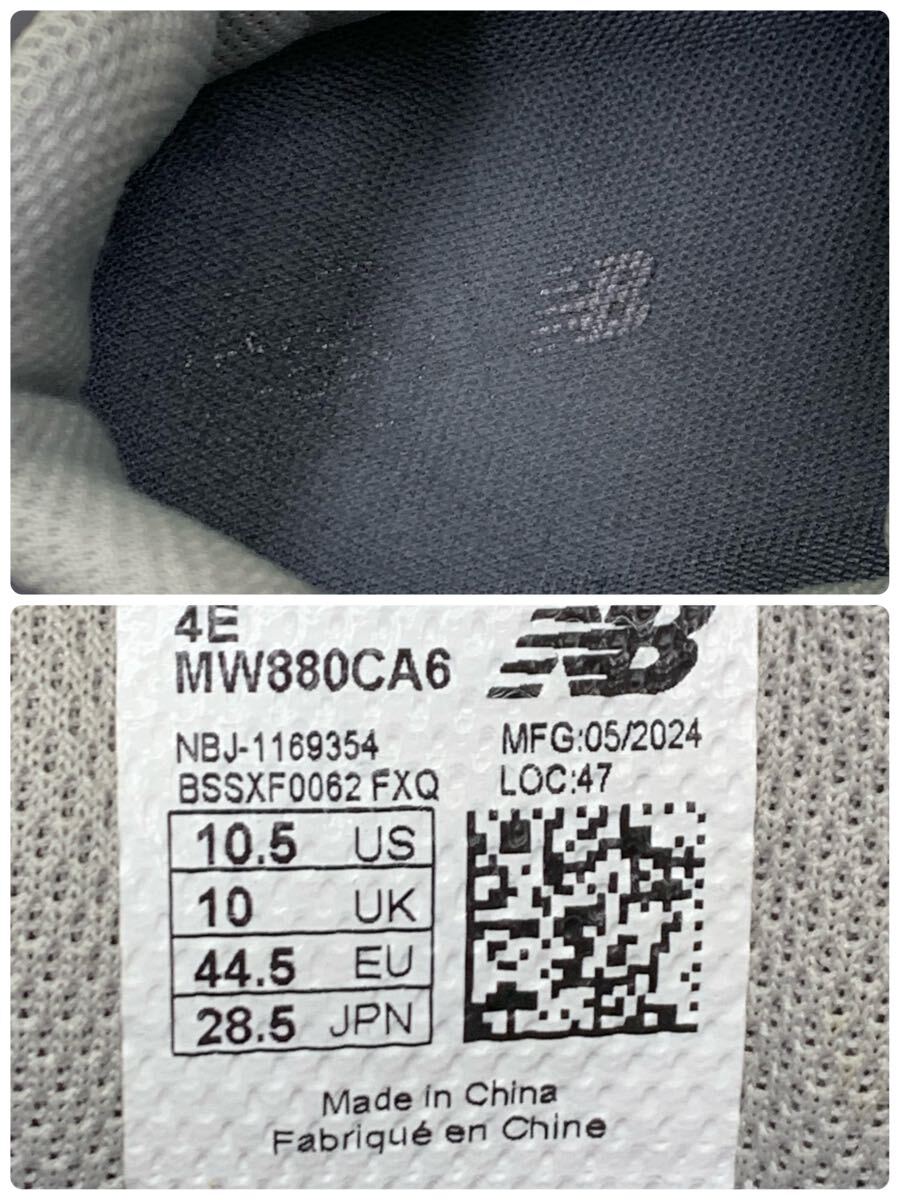 4E
MW880CA6
NBJ-1169354
BSSXF0062 FXQ
MFG:05/2024
LOC:47
10.5 US
10 UK
44.5 EU
28.5 JPN
Made in China
Fabriqué en Chine